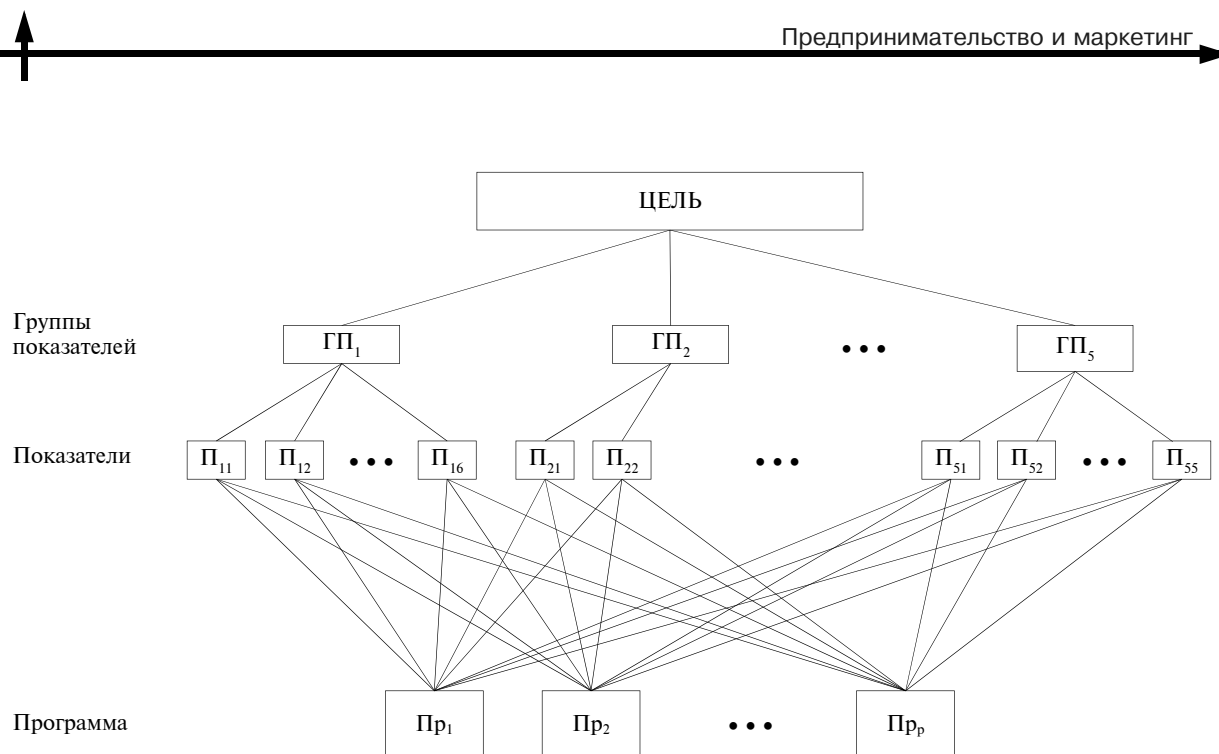 Предпринимательство и маркетинг
ЦЕЛЬ
Группы
показателей
ГП₁ ГП₂ ••• ГП₅
Показатели П₁₁ П₁₂ ••• П₁₆ П₂₁ П₂₂ ••• П₅₁ П₅₂ ••• П₅₅
Программа Пр₁ Пр₂ ••• Прₚ